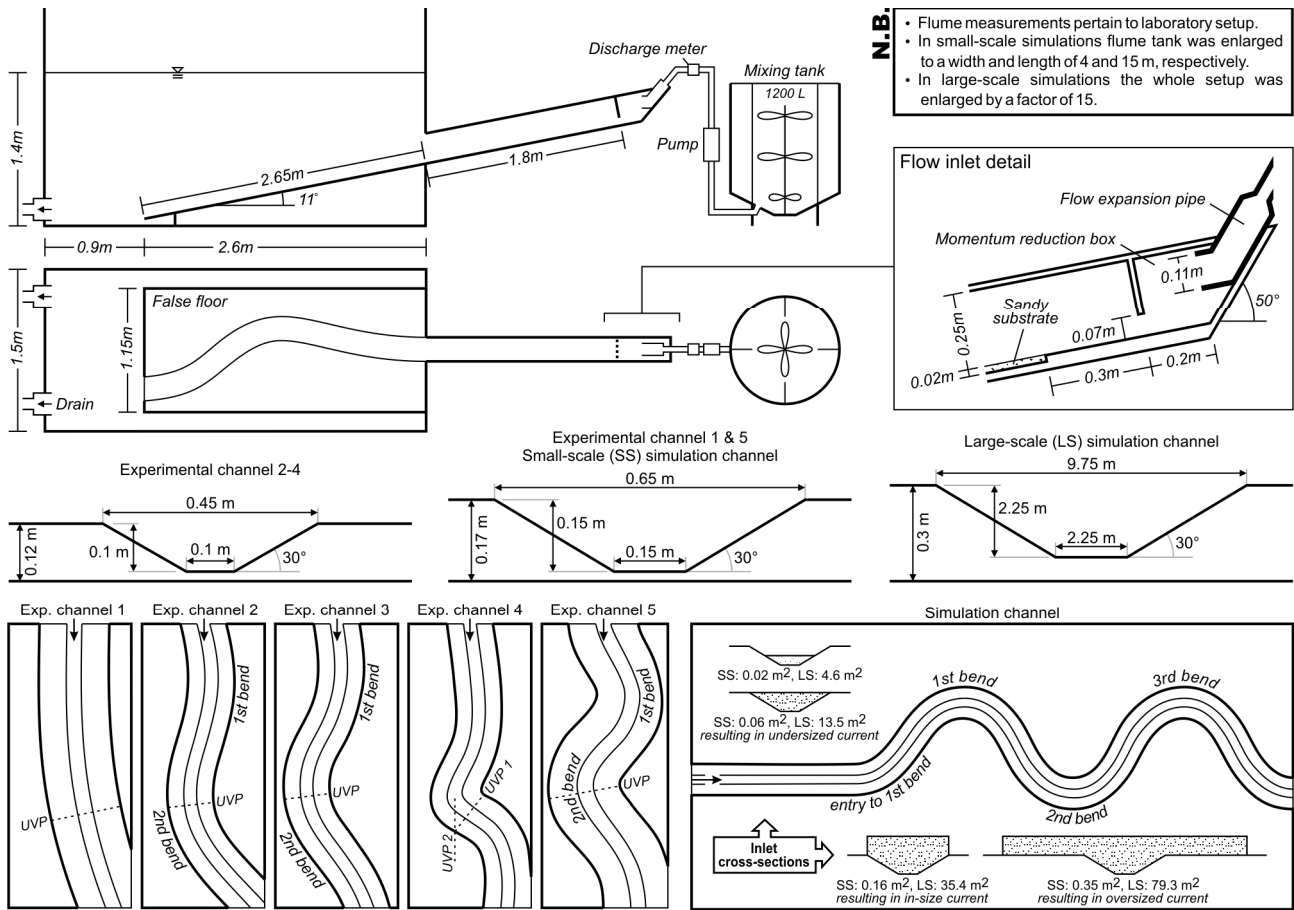 N.B.
• Flume measurements pertain to laboratory setup.
• In small-scale simulations flume tank was enlarged
to a width and length of 4 and 15 m, respectively.
• In large-scale simulations the whole setup was
enlarged by a factor of 15.
Discharge meter
Mixing tank
1200 L
Pump
1.4m
2.65m
1.8m
11°
0.9m
2.6m
False floor
1.5m
1.15m
Drain
Flow inlet detail
Flow expansion pipe
Momentum reduction box
0.11m
50°
Sandy
substrate
0.25m
0.07m
0.02m
0.3m
0.2m
Experimental channel 2-4
0.45 m
0.12 m
0.1 m
0.1 m
30°
Experimental channel 1 & 5
Small-scale (SS) simulation channel
0.65 m
0.17 m
0.15 m
0.15 m
30°
Large-scale (LS) simulation channel
9.75 m
0.3 m
2.25 m
2.25 m
30°
Exp. channel 1
UVP
Exp. channel 2
1st bend
UVP
2nd bend
Exp. channel 3
1st bend
UVP
2nd bend
Exp. channel 4
UVP 1
UVP 2
Exp. channel 5
1st bend
UVP
2nd bend
Simulation channel
SS: 0.02 m2, LS: 4.6 m2
SS: 0.06 m2, LS: 13.5 m2
resulting in undersized current
1st bend
3rd bend
entry to 1st bend
2nd bend
Inlet
cross-sections
SS: 0.16 m2, LS: 35.4 m2
resulting in in-size current
SS: 0.35 m2, LS: 79.3 m2
resulting in oversized current